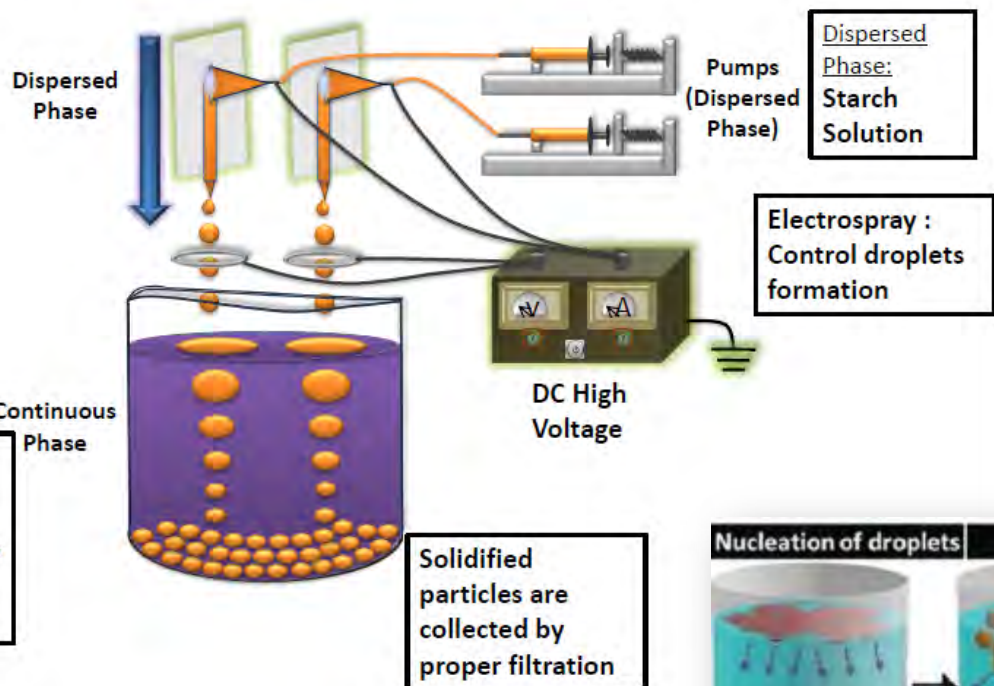 Dispersed
Phase
Pumps
(Dispersed
Phase)
Dispersed
Phase:
Starch
Solution
Electrospray :
Control droplets
formation
V
A
DC High
Voltage
Continuous
Phase
Solidified
particles are
collected by
proper filtration
Nucleation of droplets